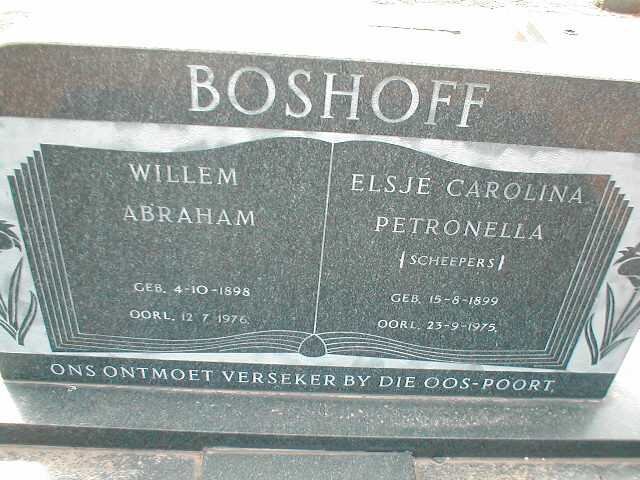 BOSHOFF
WILLEM
ABRAHAM
GEB. 4-10-1898
OORL. 12 7 1976.
ELSJE CAROLINA
PETRONELLA
(SCHEEPERS)
GEB. 15-8-1899
OORL. 23-9-1975.
ONS ONTMOET VERSEKER BY DIE OOS-POORT.